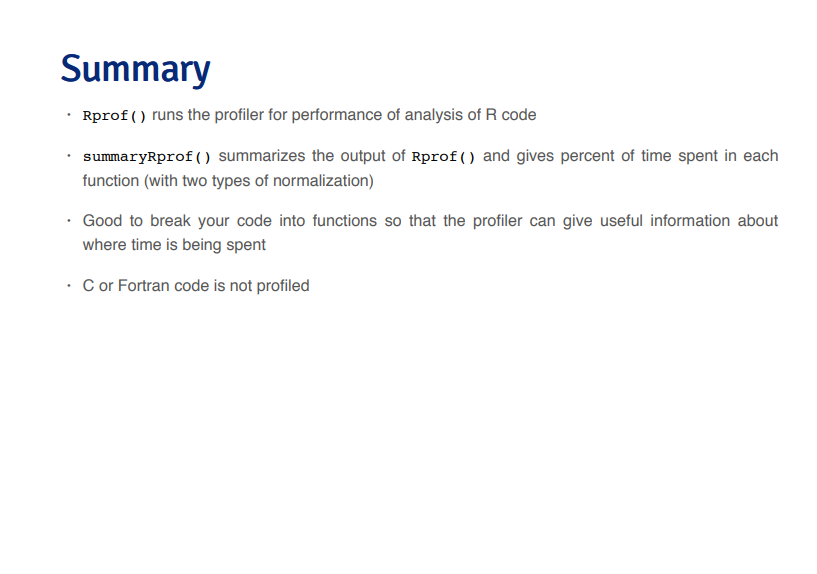 Summary
· Rprof() runs the profiler for performance of analysis of R code
· summaryRprof() summarizes the output of Rprof() and gives percent of time spent in each
function (with two types of normalization)
· Good to break your code into functions so that the profiler can give useful information about
where time is being spent
· C or Fortran code is not profiled